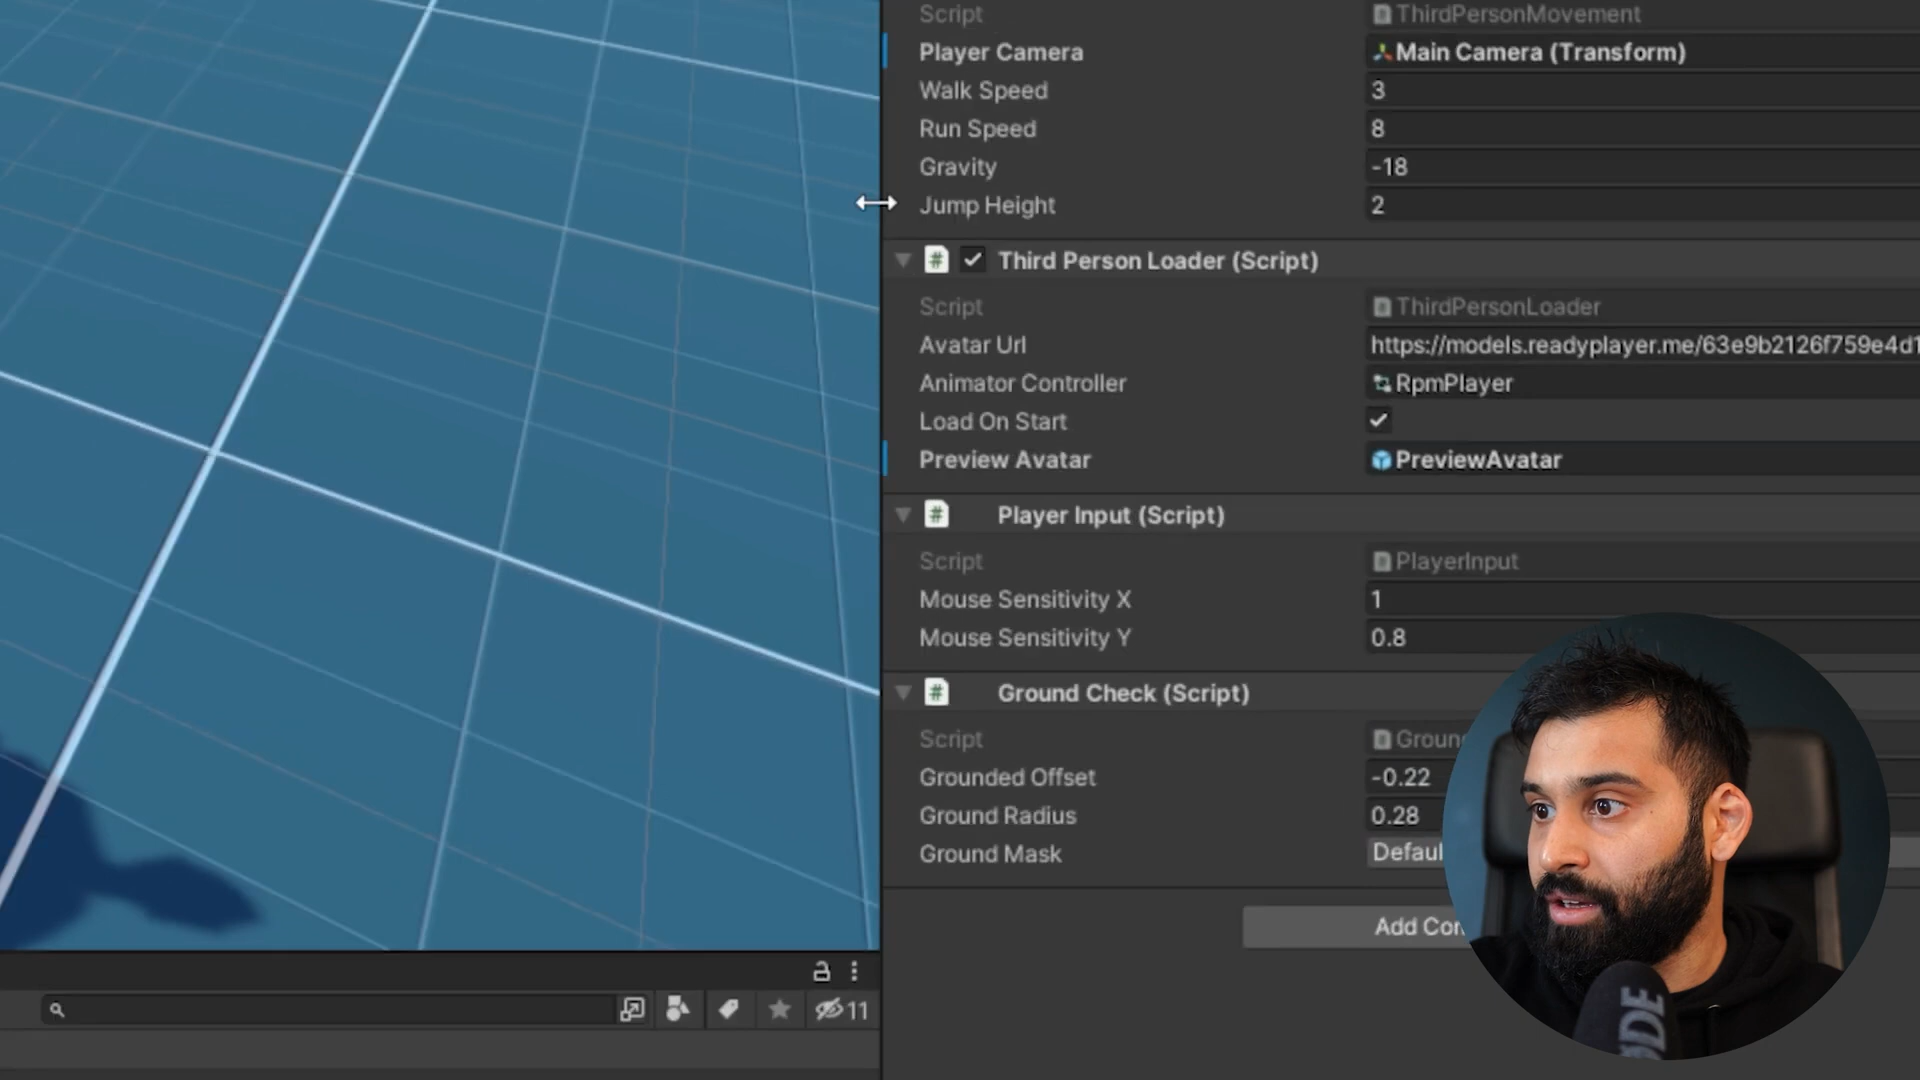 Script ThirdPersonMovement
Player Camera Main Camera (Transform)
Walk Speed 3
Run Speed 8
Gravity -18
Jump Height 2
# Third Person Loader (Script)
Script ThirdPersonLoader
Avatar Url https://models.readyplayer.me/63e9b2126f759e4d1
Animator Controller RpmPlayer
Load On Start
Preview Avatar PreviewAvatar
# Player Input (Script)
Script PlayerInput
Mouse Sensitivity X 1
Mouse Sensitivity Y 0.8
# Ground Check (Script)
Script Groun
Grounded Offset -0.22
Ground Radius 0.28
Ground Mask Defaul
Add Con
11
ODE